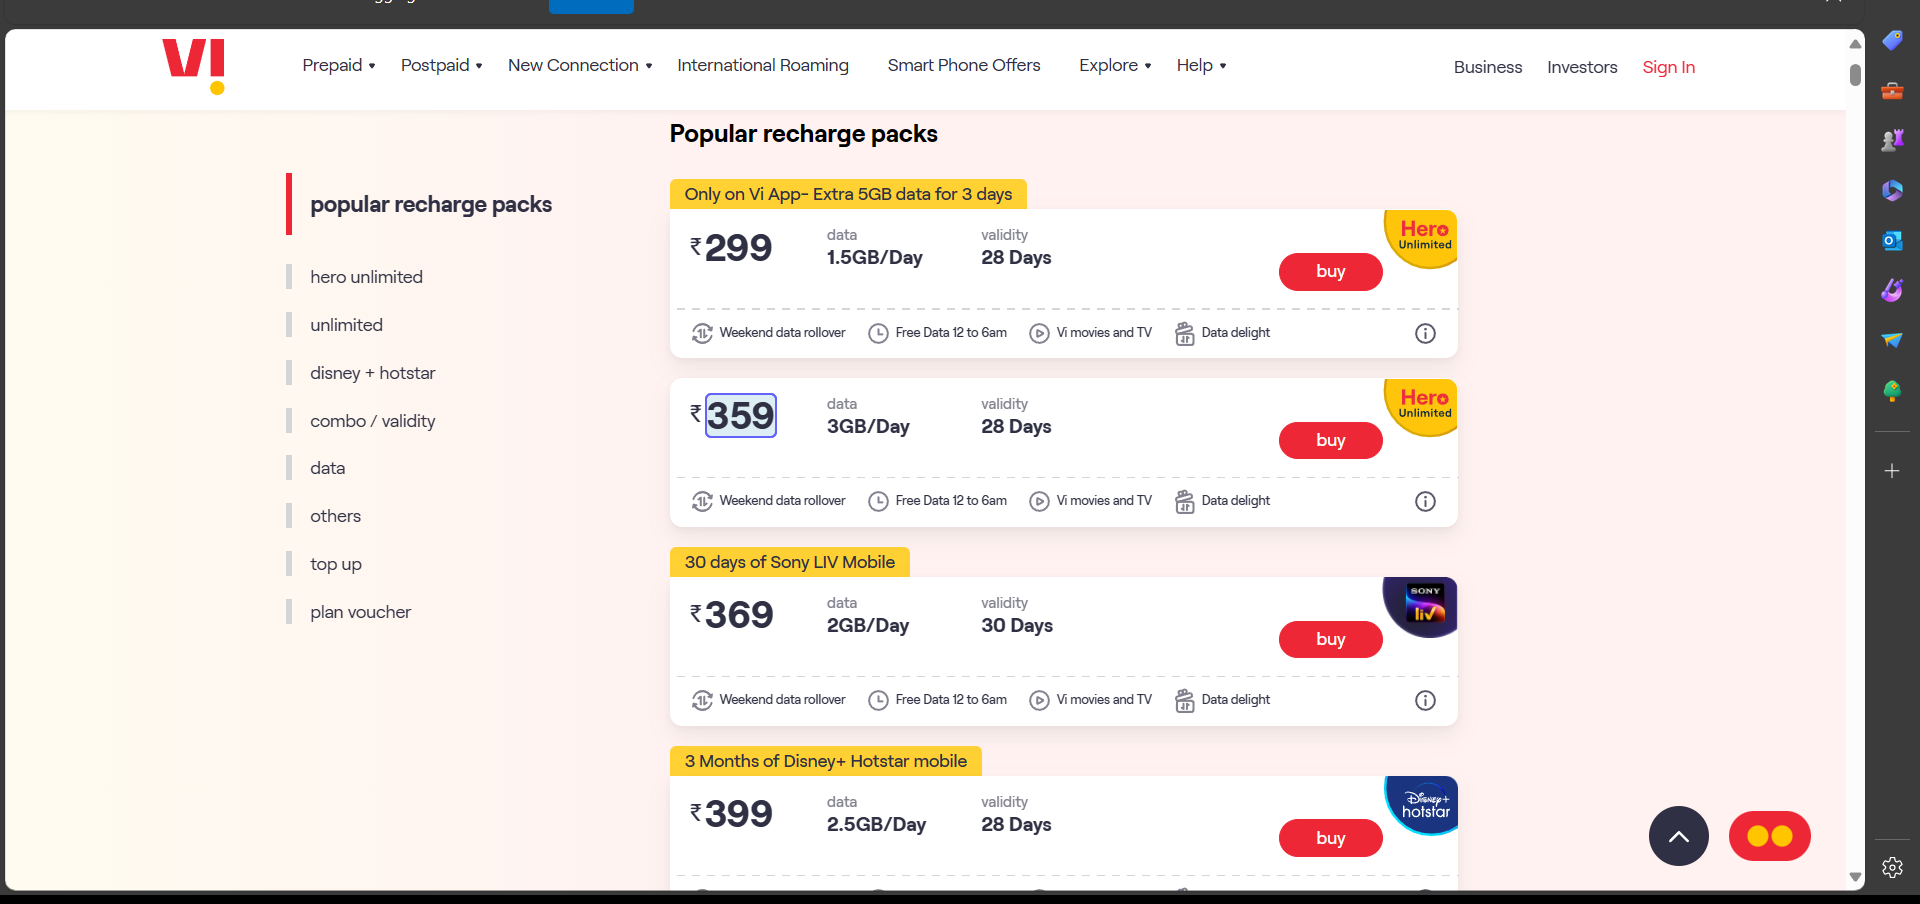 VI
Prepaid Postpaid New Connection International Roaming Smart Phone Offers Explore Help Business Investors Sign In
Popular recharge packs
popular recharge packs
hero unlimited
unlimited
disney + hotstar
combo / validity
data
others
top up
plan voucher
Only on Vi App- Extra 5GB data for 3 days
₹299 data validity
1.5GB/Day 28 Days
buy
Hero
Unlimited
Weekend data rollover Free Data 12 to 6am Vi movies and TV Data delight
₹359 data validity
3GB/Day 28 Days
buy
Hero
Unlimited
Weekend data rollover Free Data 12 to 6am Vi movies and TV Data delight
30 days of Sony LIV Mobile
₹369 data validity
2GB/Day 30 Days
buy
SONY
liv
Weekend data rollover Free Data 12 to 6am Vi movies and TV Data delight
3 Months of Disney+ Hotstar mobile
₹399 data validity
2.5GB/Day 28 Days
buy
Disney+
hotstar